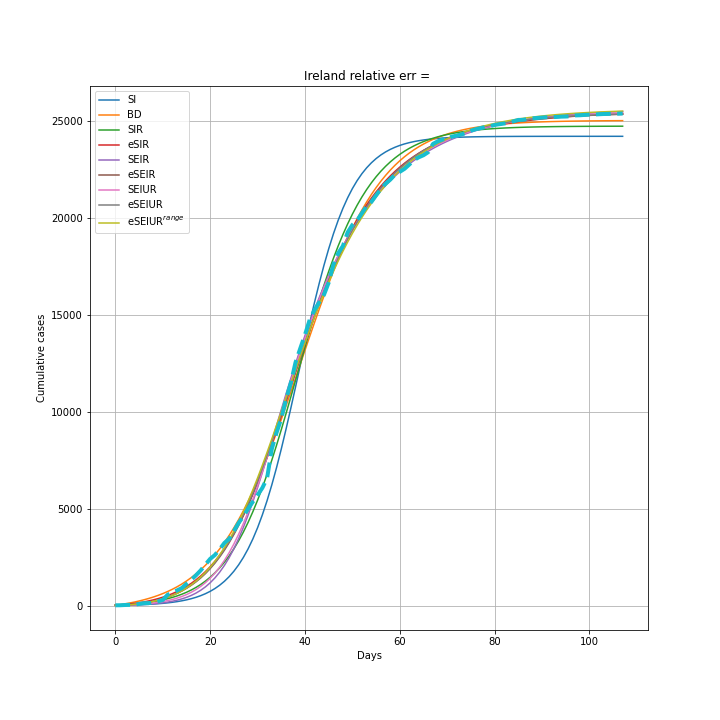 Ireland relative err =
SI
BD
SIR
eSIR
SEIR
eSEIR
SEIUR
eSEIUR
eSEIUR^range
25000
20000
15000
10000
5000
0
Cumulative cases
0 20 40 60 80 100
Days